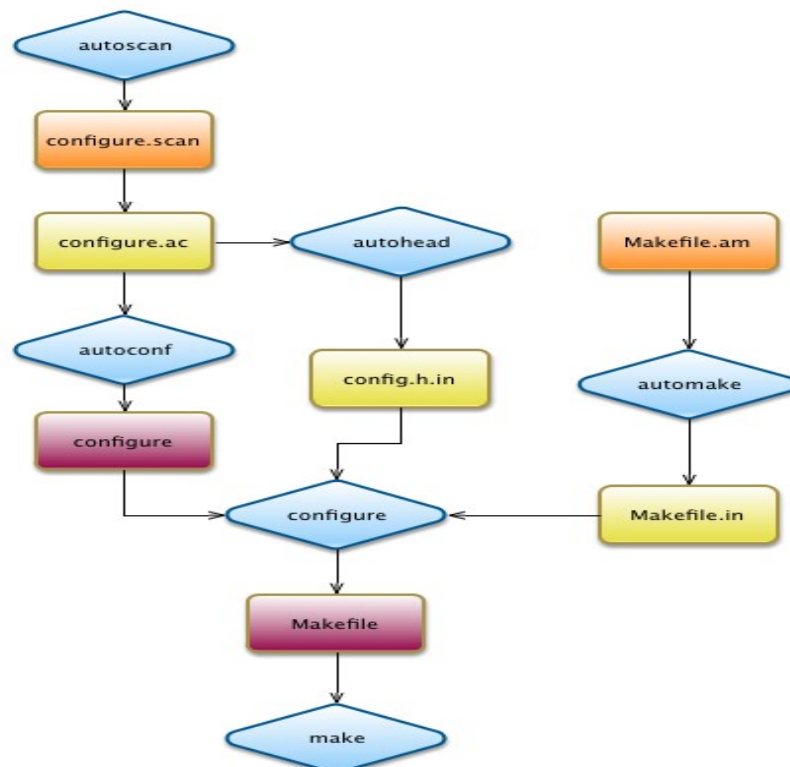 autoscan
configure.scan
configure.ac
autohead
Makefile.am
autoconf
config.h.in
automake
configure
configure
Makefile.in
Makefile
make